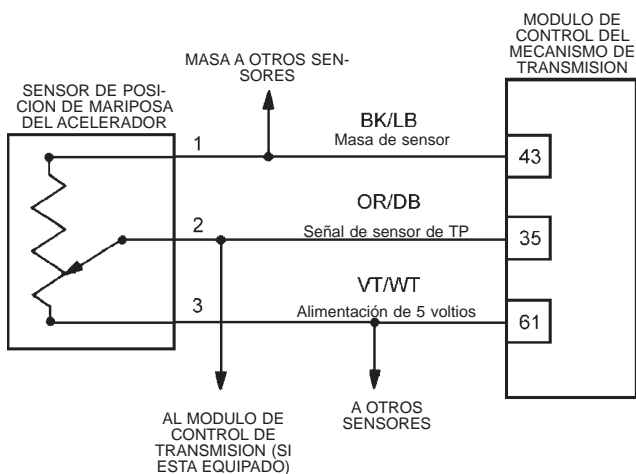 MODULO DE
CONTROL DEL
MECANISMO DE
TRANSMISION
MASA A OTROS SEN-
SORES
SENSOR DE POSI-
CION DE MARIPOSA
DEL ACELERADOR
1
BK/LB
Masa de sensor
43
2
OR/DB
Señal de sensor de TP
35
3
VT/WT
Alimentación de 5 voltios
61
AL MODULO DE
CONTROL DE
TRANSMISION (SI
ESTA EQUIPADO)
A OTROS
SENSORES